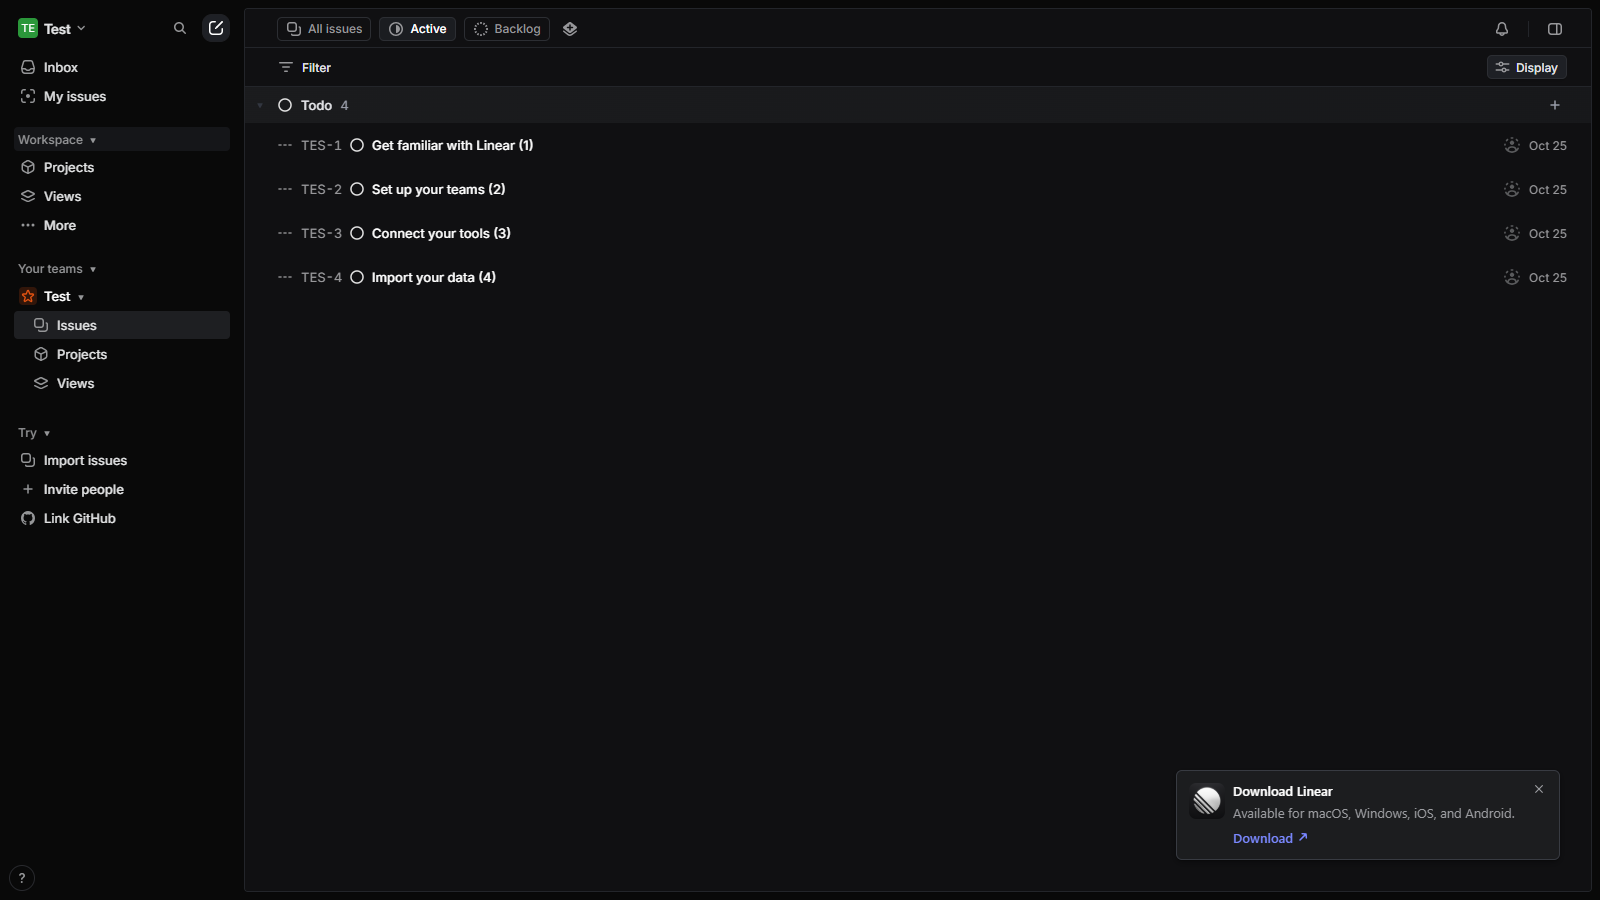 TE Test
Inbox
My issues
Workspace
Projects
Views
More
Your teams
Test
Issues
Projects
Views
Try
Import issues
Invite people
Link GitHub
?
All issues
Active
Backlog
Filter
Display
Todo 4
TES-1 Get familiar with Linear (1) Oct 25
TES-2 Set up your teams (2) Oct 25
TES-3 Connect your tools (3) Oct 25
TES-4 Import your data (4) Oct 25
Download Linear
Available for macOS, Windows, iOS, and Android.
Download